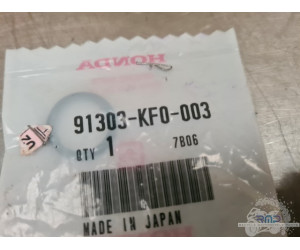 HONDA
91303-KF0-003
QTY 1 7B06
MADE IN JAPAN